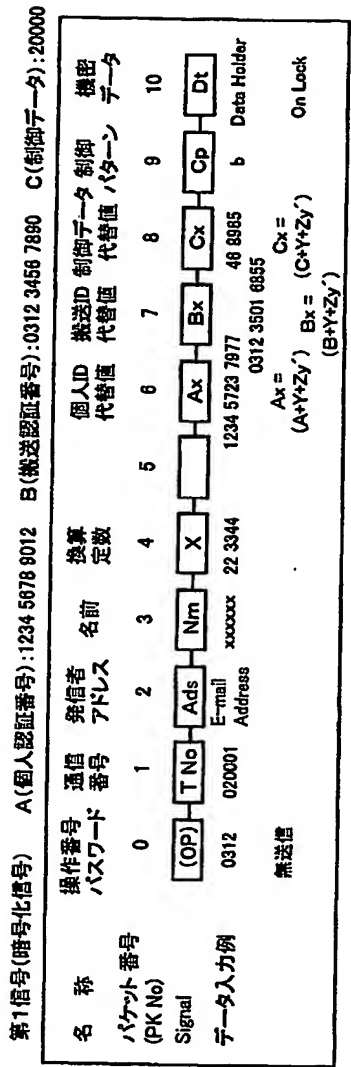 第1信号(暗号化信号) A(個人認証番号):1234 5678 9012 B(搬送認証番号):0312 3456 7890 C(制御データ):20000
名 称 操作番号 パスワード 通信 番号 発信者 アドレス 名前 換算 定数 個人ID 代替値 搬送ID 代替値 制御データ 代替値 制御 パターン 機密 データ
パケット番号 (PK No) 0 1 2 3 4 5 6 7 8 9 10
Signal (OP) T No Ads Nm X Ax Bx Cx Cp Dt
データ入力例 0312 020001 E-mail Address xxxxxx 22 3344 1234 5723 7977 46 8985 b Data Holder
0312 3501 6855
無送信 Ax = (A+Y+Zy´) Bx = (B+Y+Zy´) Cx = (C+Y+Zy´) On Lock